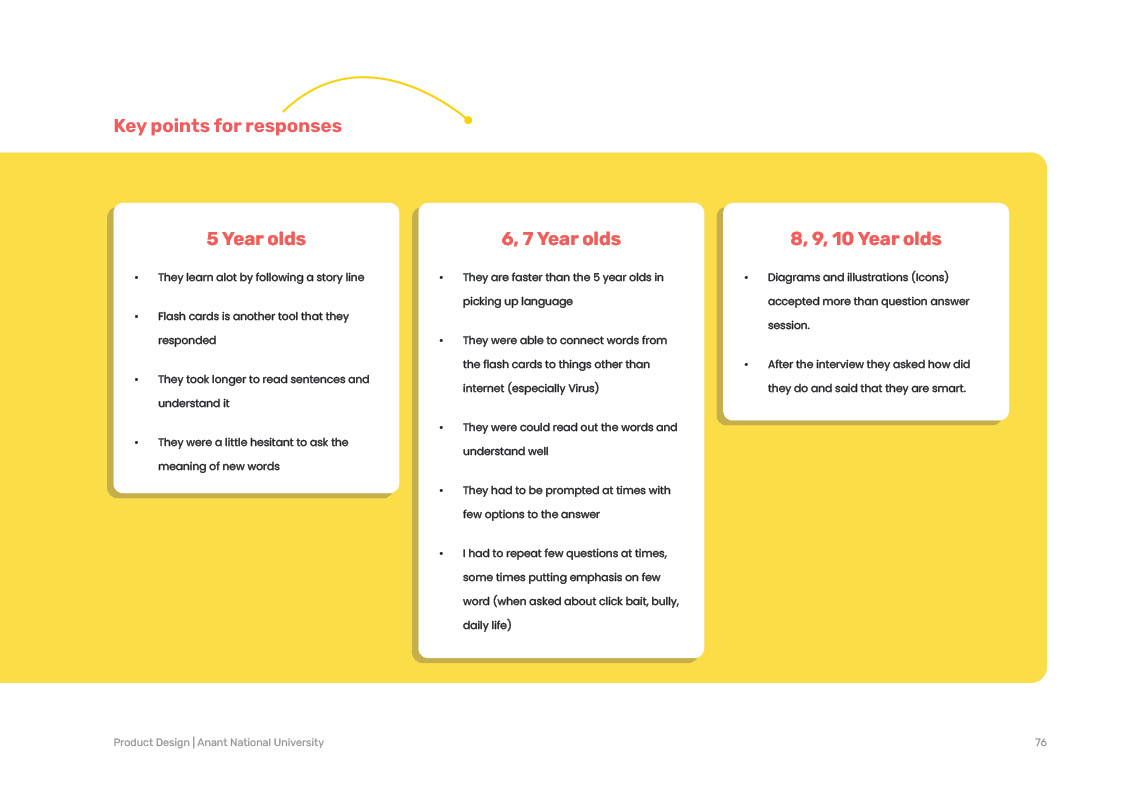 Key points for responses
5 Year olds
• They learn alot by following a story line
• Flash cards is another tool that they
responded
• They took longer to read sentences and
understand it
• They were a little hesitant to ask the
meaning of new words
6, 7 Year olds
• They are faster than the 5 year olds in
picking up language
• They were able to connect words from
the flash cards to things other than
internet (especially Virus)
• They were could read out the words and
understand well
• They had to be prompted at times with
few options to the answer
• I had to repeat few questions at times,
some times putting emphasis on few
word (when asked about click bait, bully,
daily life)
8, 9, 10 Year olds
• Diagrams and illustrations (Icons)
accepted more than question answer
session.
• After the interview they asked how did
they do and said that they are smart.
Product Design | Anant National University
76